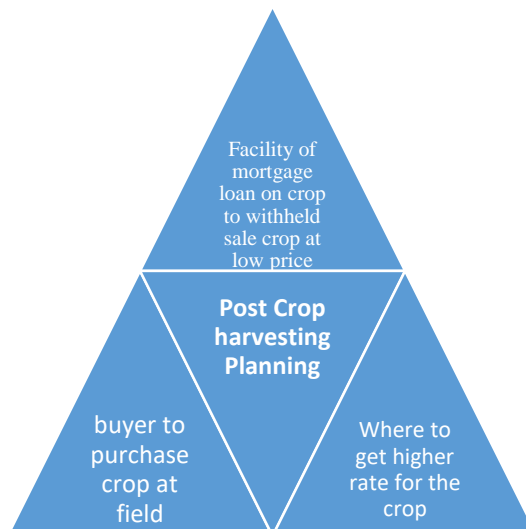 Facility of
mortgage
loan on crop
to withheld
sale crop at
low price
Post Crop
harvesting
Planning
buyer to
purchase
crop at
field
Where to
get higher
rate for the
crop